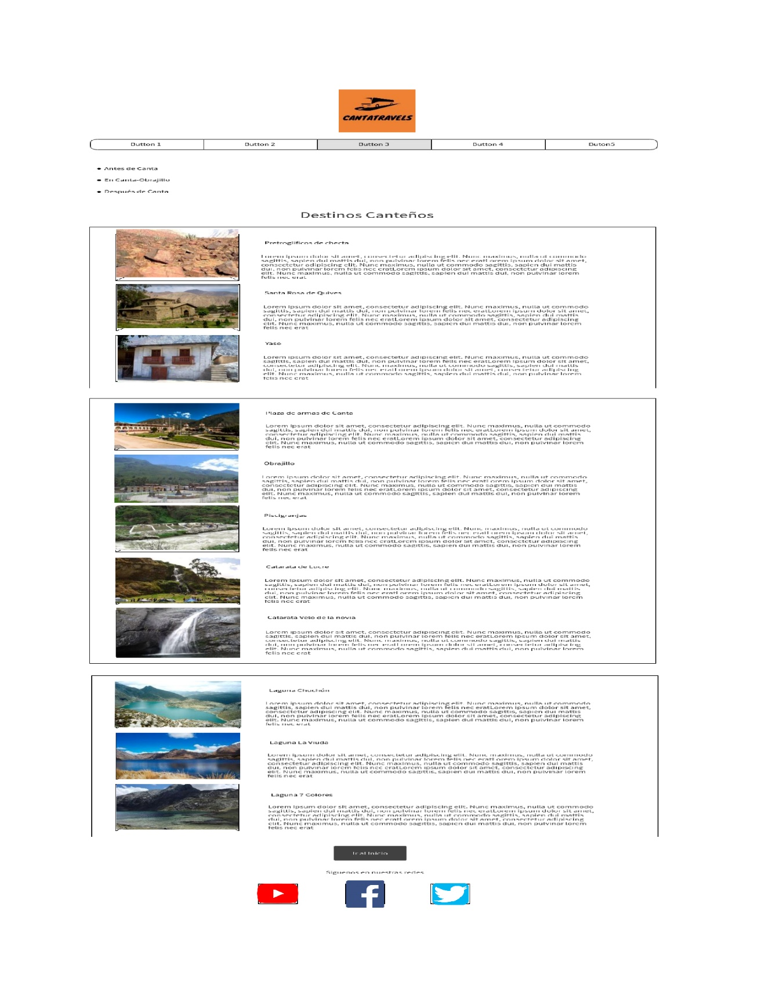 CANTATRAVELS
Button 1 Button 2 Button 3 Button 4 Buton5
Antes de Canta
En Canta-Obrajillo
Después de Canta
Destinos Canteños
Pretroglificos de checta
Lorem ipsum dolor sit amet, consectetur adipiscing elit. Nunc maximus, nulla ut commodo
sagittis, sapien dui mattis dui, non pulvinar lorem felis nec eratLorem ipsum dolor sit amet,
consectetur adipiscing elit. Nunc maximus, nulla ut commodo sagittis, sapien dui mattis
dui, non pulvinar lorem felis nec eratLorem ipsum dolor sit amet, consectetur adipiscing
elit. Nunc maximus, nulla ut commodo sagittis, sapien dui mattis dui, non pulvinar lorem
felis nec erat
Santa Rosa de Quives
Lorem ipsum dolor sit amet, consectetur adipiscing elit. Nunc maximus, nulla ut commodo
sagittis, sapien dui mattis dui, non pulvinar lorem felis nec eratLorem ipsum dolor sit amet,
consectetur adipiscing elit. Nunc maximus, nulla ut commodo sagittis, sapien dui mattis
dui, non pulvinar lorem felis nec eratLorem ipsum dolor sit amet, consectetur adipiscing
elit. Nunc maximus, nulla ut commodo sagittis, sapien dui mattis dui, non pulvinar lorem
felis nec erat
Yaso
Lorem ipsum dolor sit amet, consectetur adipiscing elit. Nunc maximus, nulla ut commodo
sagittis, sapien dui mattis dui, non pulvinar lorem felis nec eratLorem ipsum dolor sit amet,
consectetur adipiscing elit. Nunc maximus, nulla ut commodo sagittis, sapien dui mattis
dui, non pulvinar lorem felis nec eratLorem ipsum dolor sit amet, consectetur adipiscing
elit. Nunc maximus, nulla ut commodo sagittis, sapien dui mattis dui, non pulvinar lorem
felis nec erat
Plaza de armas de Canta
Lorem ipsum dolor sit amet, consectetur adipiscing elit. Nunc maximus, nulla ut commodo
sagittis, sapien dui mattis dui, non pulvinar lorem felis nec eratLorem ipsum dolor sit amet,
consectetur adipiscing elit. Nunc maximus, nulla ut commodo sagittis, sapien dui mattis
dui, non pulvinar lorem felis nec eratLorem ipsum dolor sit amet, consectetur adipiscing
elit. Nunc maximus, nulla ut commodo sagittis, sapien dui mattis dui, non pulvinar lorem
felis nec erat
Obrajillo
Lorem ipsum dolor sit amet, consectetur adipiscing elit. Nunc maximus, nulla ut commodo
sagittis, sapien dui mattis dui, non pulvinar lorem felis nec eratLorem ipsum dolor sit amet,
consectetur adipiscing elit. Nunc maximus, nulla ut commodo sagittis, sapien dui mattis
dui, non pulvinar lorem felis nec eratLorem ipsum dolor sit amet, consectetur adipiscing
elit. Nunc maximus, nulla ut commodo sagittis, sapien dui mattis dui, non pulvinar lorem
felis nec erat
Piscigranjas
Lorem ipsum dolor sit amet, consectetur adipiscing elit. Nunc maximus, nulla ut commodo
sagittis, sapien dui mattis dui, non pulvinar lorem felis nec eratLorem ipsum dolor sit amet,
consectetur adipiscing elit. Nunc maximus, nulla ut commodo sagittis, sapien dui mattis
dui, non pulvinar lorem felis nec eratLorem ipsum dolor sit amet, consectetur adipiscing
elit. Nunc maximus, nulla ut commodo sagittis, sapien dui mattis dui, non pulvinar lorem
felis nec erat
Catarata de Lucre
Lorem ipsum dolor sit amet, consectetur adipiscing elit. Nunc maximus, nulla ut commodo
sagittis, sapien dui mattis dui, non pulvinar lorem felis nec eratLorem ipsum dolor sit amet,
consectetur adipiscing elit. Nunc maximus, nulla ut commodo sagittis, sapien dui mattis
dui, non pulvinar lorem felis nec eratLorem ipsum dolor sit amet, consectetur adipiscing
elit. Nunc maximus, nulla ut commodo sagittis, sapien dui mattis dui, non pulvinar lorem
felis nec erat
Catarata Velo de la novia
Lorem ipsum dolor sit amet, consectetur adipiscing elit. Nunc maximus, nulla ut commodo
sagittis, sapien dui mattis dui, non pulvinar lorem felis nec eratLorem ipsum dolor sit amet,
consectetur adipiscing elit. Nunc maximus, nulla ut commodo sagittis, sapien dui mattis
dui, non pulvinar lorem felis nec eratLorem ipsum dolor sit amet, consectetur adipiscing
elit. Nunc maximus, nulla ut commodo sagittis, sapien dui mattis dui, non pulvinar lorem
felis nec erat
Laguna Chuchún
Lorem ipsum dolor sit amet, consectetur adipiscing elit. Nunc maximus, nulla ut commodo
sagittis, sapien dui mattis dui, non pulvinar lorem felis nec eratLorem ipsum dolor sit amet,
consectetur adipiscing elit. Nunc maximus, nulla ut commodo sagittis, sapien dui mattis
dui, non pulvinar lorem felis nec eratLorem ipsum dolor sit amet, consectetur adipiscing
elit. Nunc maximus, nulla ut commodo sagittis, sapien dui mattis dui, non pulvinar lorem
felis nec erat
Laguna La Viuda
Lorem ipsum dolor sit amet, consectetur adipiscing elit. Nunc maximus, nulla ut commodo
sagittis, sapien dui mattis dui, non pulvinar lorem felis nec eratLorem ipsum dolor sit amet,
consectetur adipiscing elit. Nunc maximus, nulla ut commodo sagittis, sapien dui mattis
dui, non pulvinar lorem felis nec eratLorem ipsum dolor sit amet, consectetur adipiscing
elit. Nunc maximus, nulla ut commodo sagittis, sapien dui mattis dui, non pulvinar lorem
felis nec erat
Laguna 7 Colores
Lorem ipsum dolor sit amet, consectetur adipiscing elit. Nunc maximus, nulla ut commodo
sagittis, sapien dui mattis dui, non pulvinar lorem felis nec eratLorem ipsum dolor sit amet,
consectetur adipiscing elit. Nunc maximus, nulla ut commodo sagittis, sapien dui mattis
dui, non pulvinar lorem felis nec eratLorem ipsum dolor sit amet, consectetur adipiscing
elit. Nunc maximus, nulla ut commodo sagittis, sapien dui mattis dui, non pulvinar lorem
felis nec erat
Ir al Inicio
Siguenos en nuestras redes